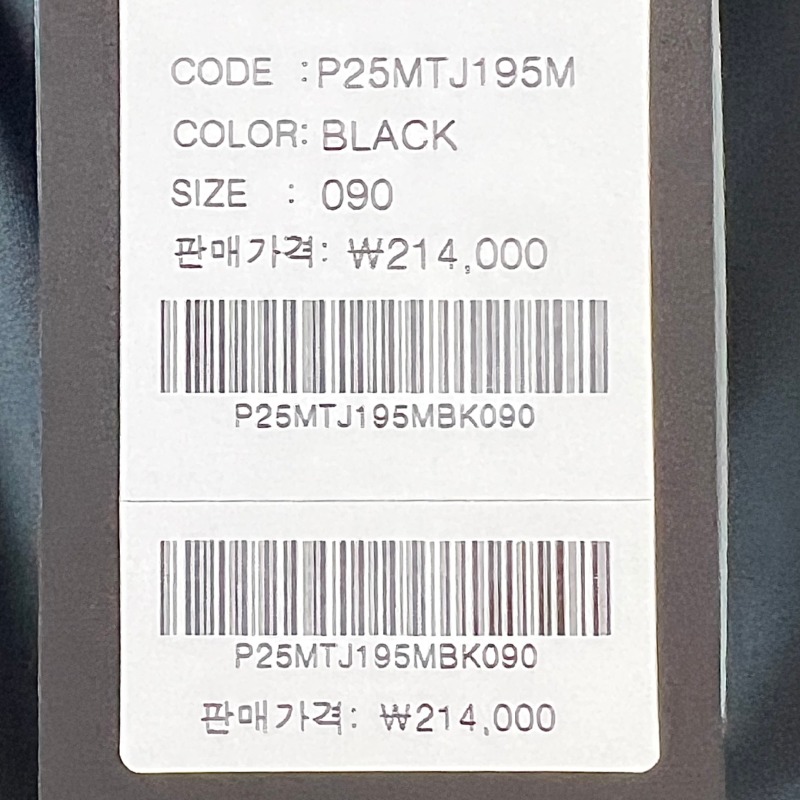 CODE :P25MTJ195M
COLOR: BLACK
SIZE : 090
판매가격: ₩214,000
P25MTJ195MBK090
P25MTJ195MBK090
판매가격: ₩214,000